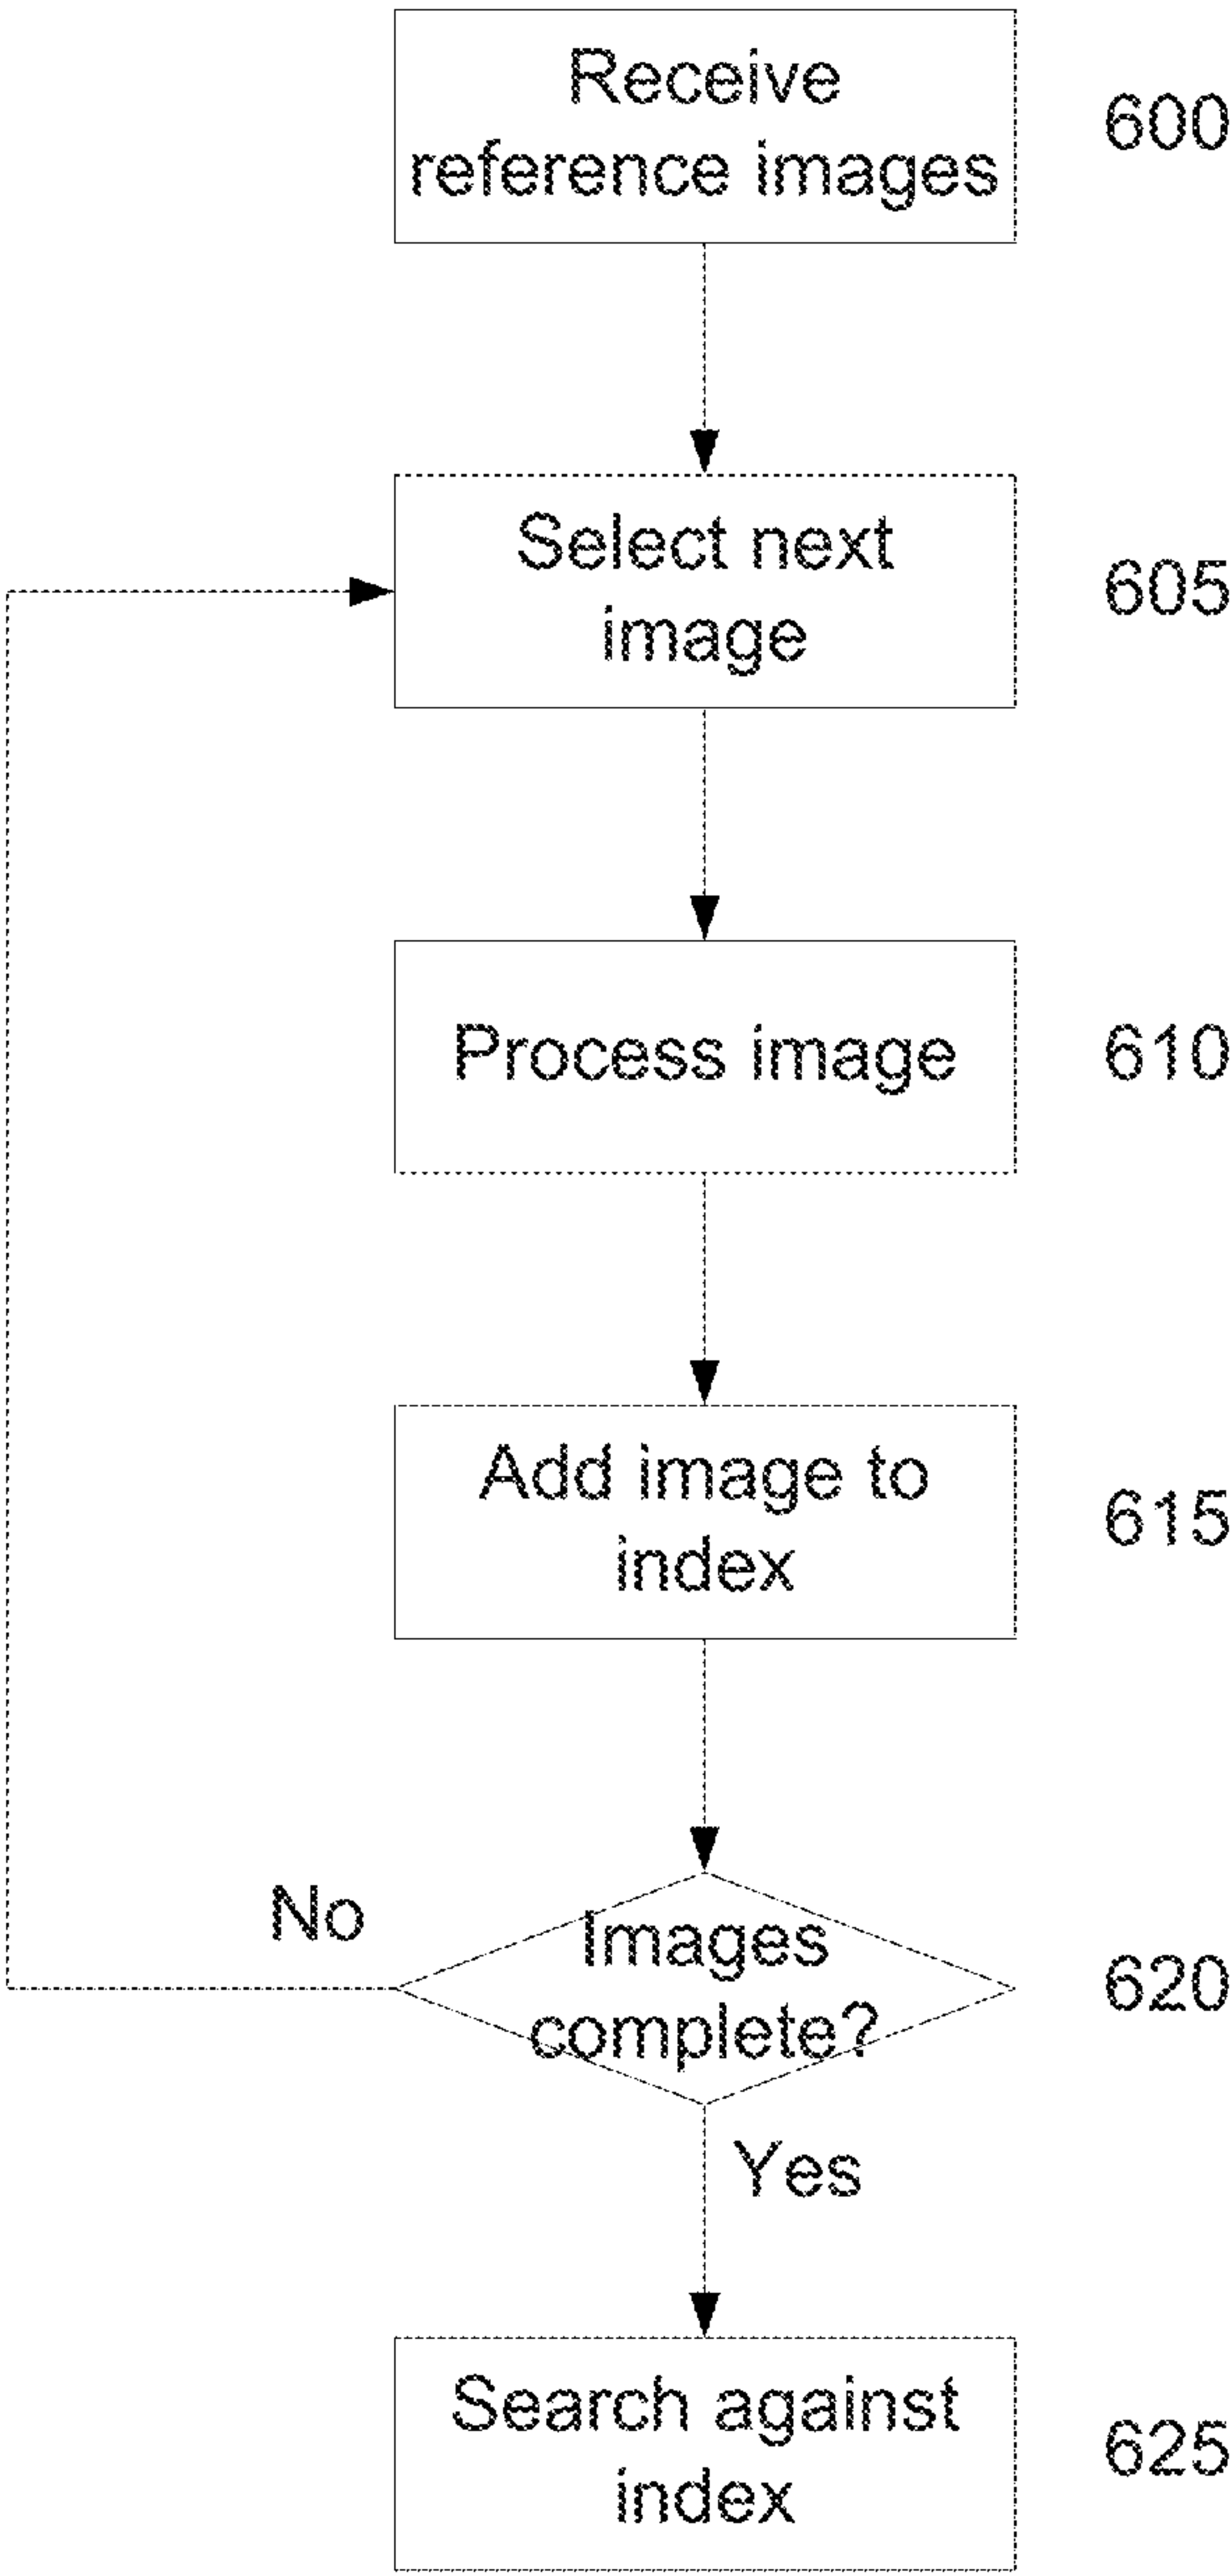 Receive
reference images
600
Select next
image
605
Process image
610
Add image to
index
615
No
Images
complete?
620
Yes
Search against
index
625